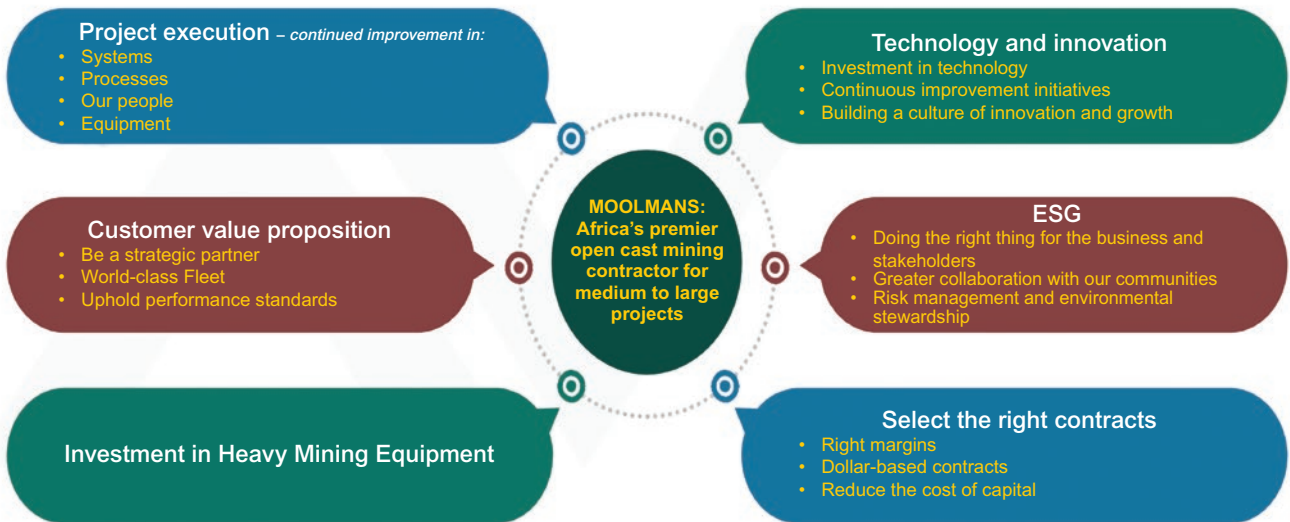 Project execution – continued improvement in:
• Systems
• Processes
• Our people
• Equipment
Technology and innovation
• Investment in technology
• Continuous improvement initiatives
• Building a culture of innovation and growth
Customer value proposition
• Be a strategic partner
• World-class Fleet
• Uphold performance standards
MOOLMANS:
Africa’s premier
open cast mining
contractor for
medium to large
projects
ESG
• Doing the right thing for the business and
stakeholders
• Greater collaboration with our communities
• Risk management and environmental
stewardship
Investment in Heavy Mining Equipment
Select the right contracts
• Right margins
• Dollar-based contracts
• Reduce the cost of capital